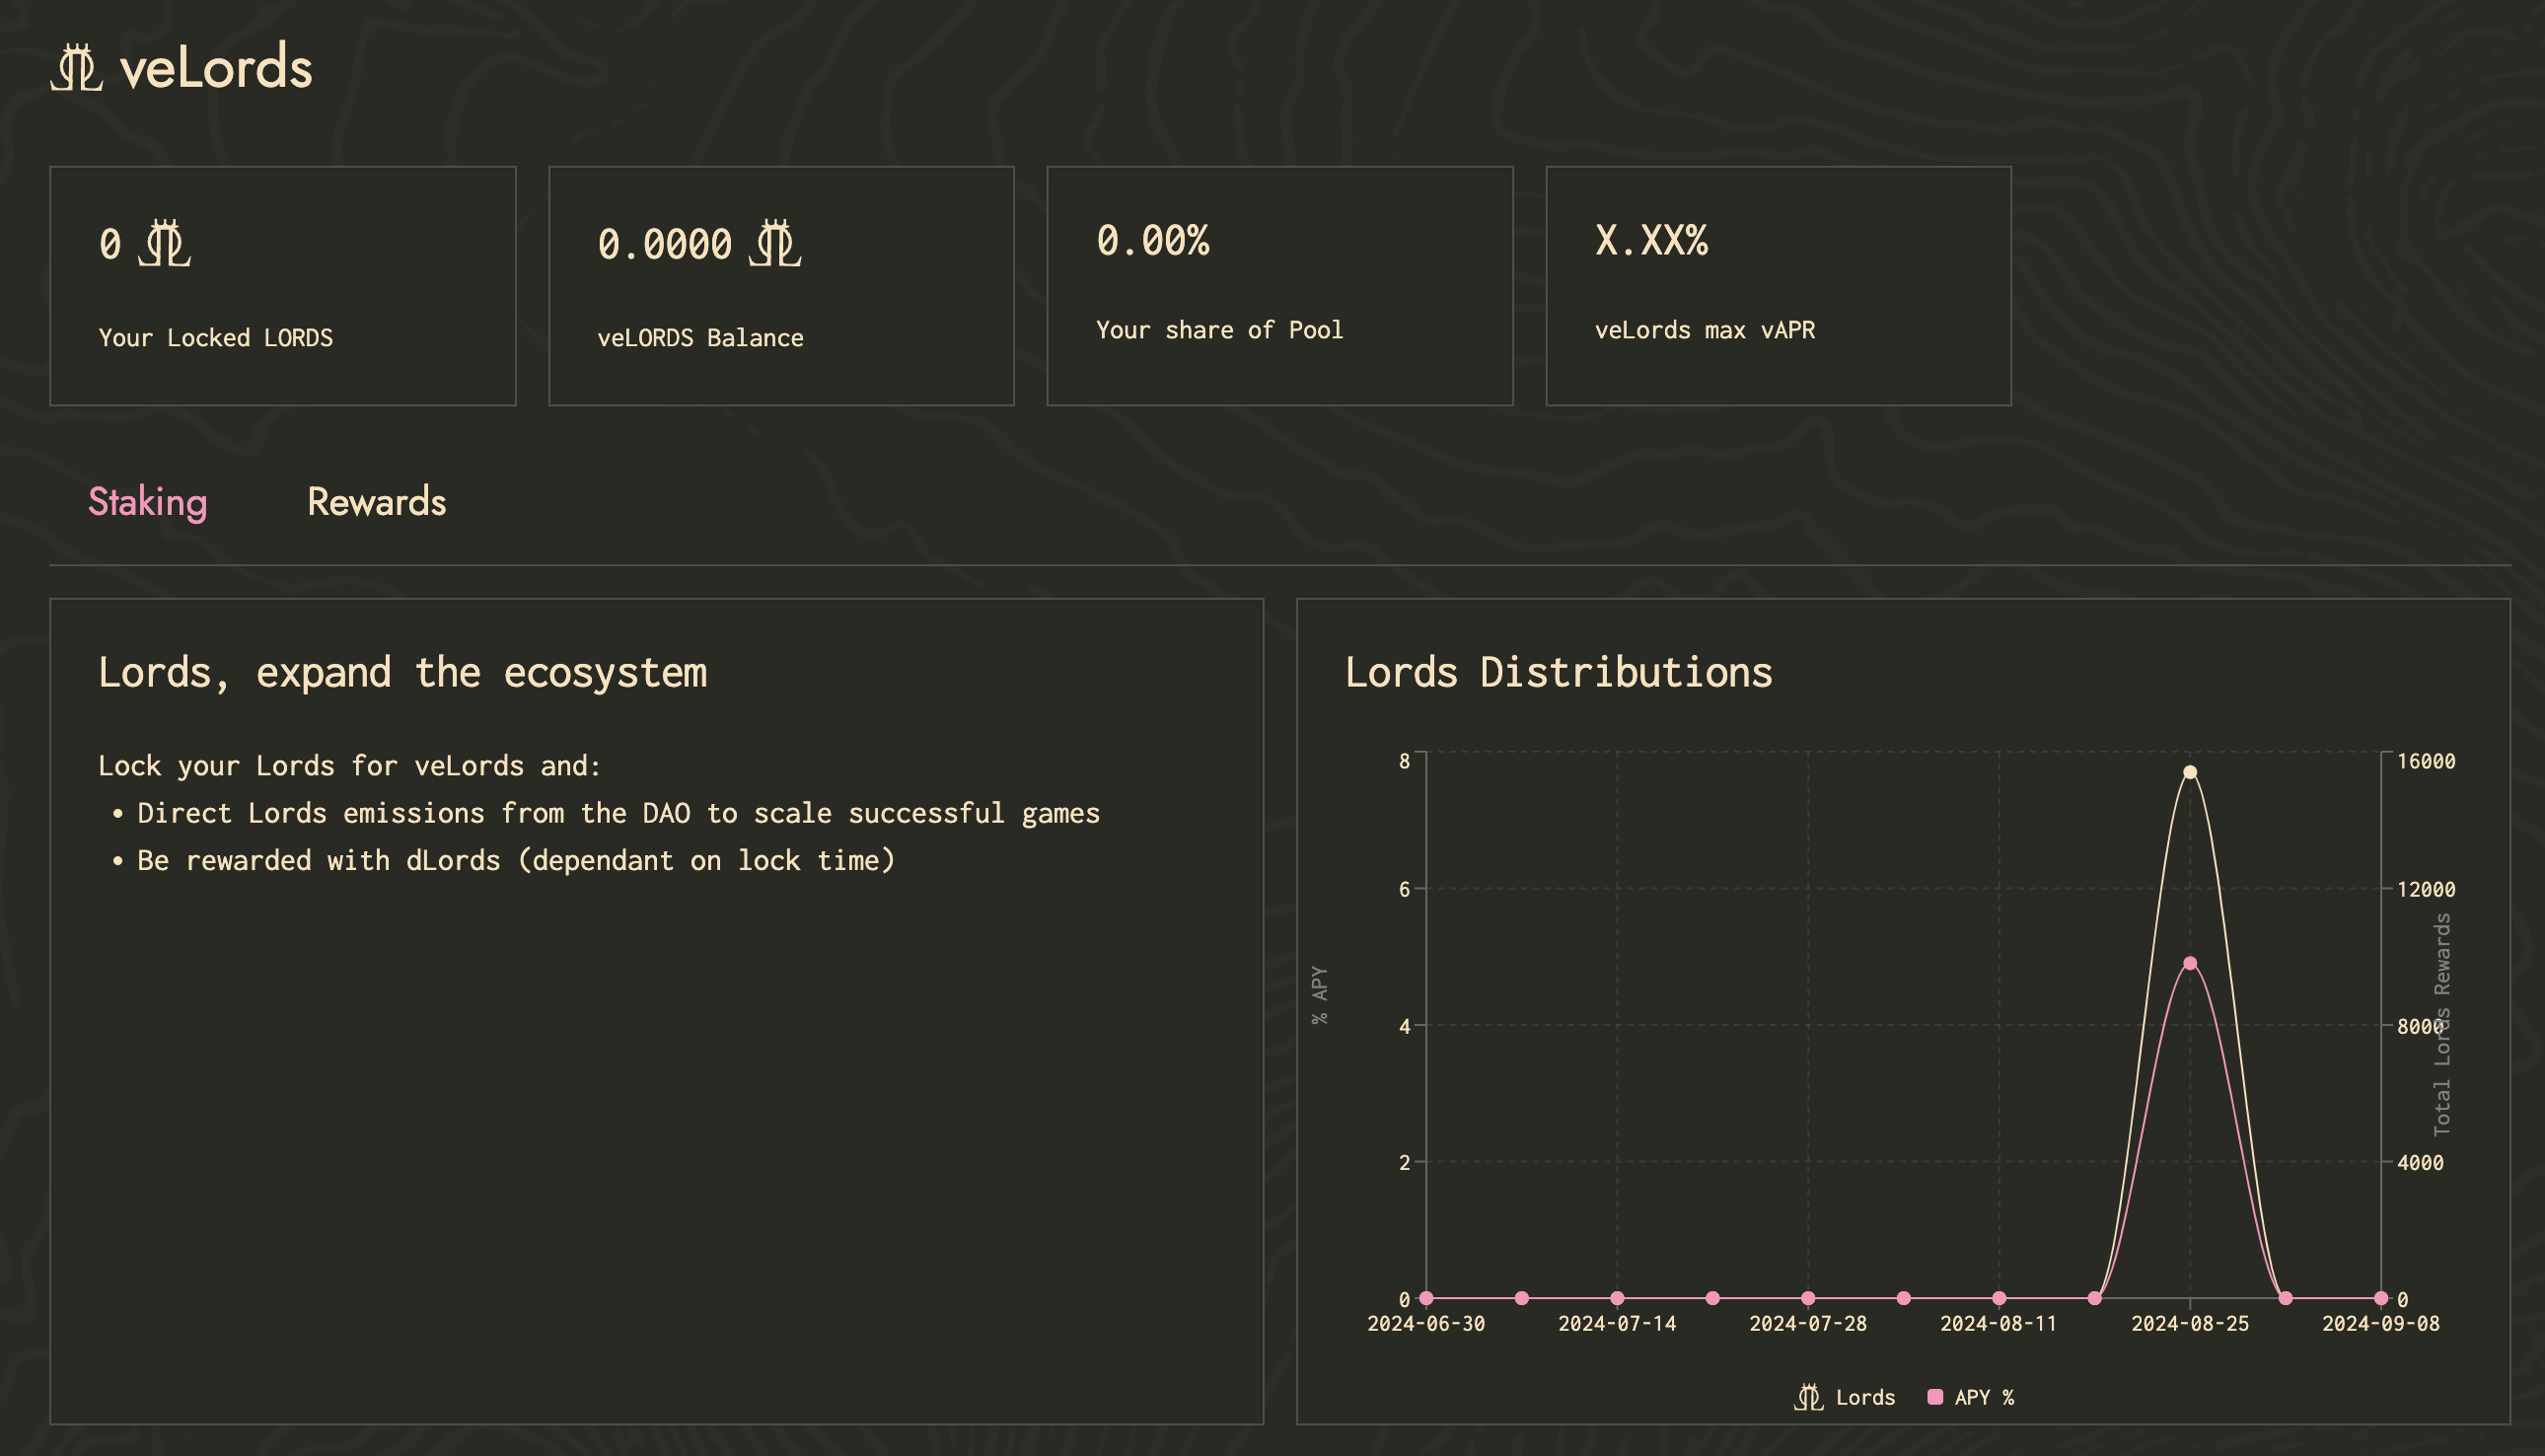 veLords
0
Your Locked LORDS
0.0000
veLORDS Balance
0.00%
Your share of Pool
X.XX%
veLords max vAPR
Staking
Rewards
Lords, expand the ecosystem
Lock your Lords for veLords and:
• Direct Lords emissions from the DAO to scale successful games
• Be rewarded with dLords (dependant on lock time)
Lords Distributions
8
6
4
2
0
% APY
16000
12000
8000
4000
0
Total Lords Rewards
2024-06-30
2024-07-14
2024-07-28
2024-08-11
2024-08-25
2024-09-08
Lords
APY %